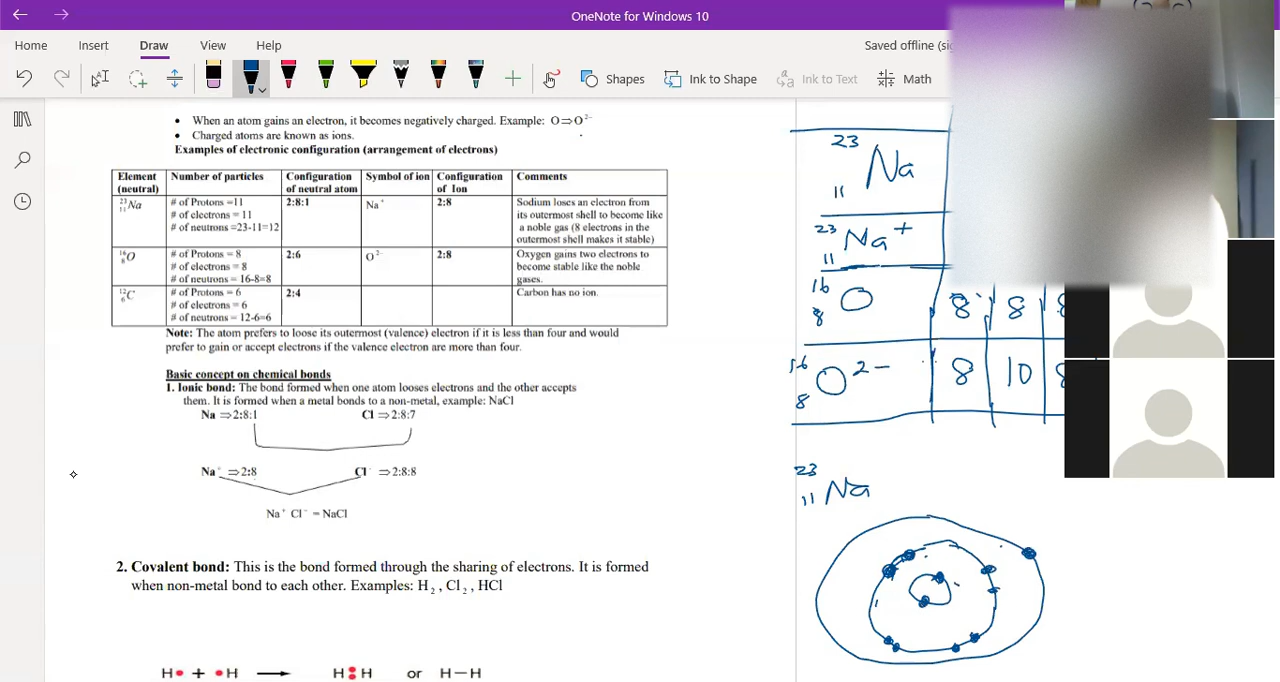 OneNote for Windows 10
Home Insert Draw View Help Saved offline
Shapes Ink to Shape Ink to Text Math
• When an atom gains an electron, it becomes negatively charged. Example: O⇒O²⁻
• Charged atoms are known as ions.
Examples of electronic configuration (arrangement of electrons)
Element (neutral) Number of particles Configuration of neutral atom Symbol of ion Configuration of Ion Comments
²³₁₁Na # of Protons =11 2:8:1 Na⁺ 2:8 Sodium loses an electron from
# of electrons = 11 its outermost shell to become like
# of neutrons =23-11=12 a noble gas (8 electrons in the
outermost shell makes it stable)
¹⁶₈O # of Protons = 8 2:6 O²⁻ 2:8 Oxygen gains two electrons to
# of electrons = 8 become stable like the noble
# of neutrons = 16-8=8 gases.
¹²₆C # of Protons = 6 2:4 Carbon has no ion.
# of electrons = 6
# of neutrons = 12-6=6
Note: The atom prefers to loose its outermost (valence) electron if it is less than four and would
prefer to gain or accept electrons if the valence electron are more than four.
Basic concept on chemical bonds
1. Ionic bond: The bond formed when one atom looses electrons and the other accepts
them. It is formed when a metal bonds to a non-metal, example: NaCl
Na ⇒2:8:1 Cl ⇒2:8:7
Na⁺ ⇒2:8 Cl⁻ ⇒2:8:8
Na⁺ Cl⁻ = NaCl
2. Covalent bond: This is the bond formed through the sharing of electrons. It is formed
when non-metal bond to each other. Examples: H₂ , Cl₂ , HCl
H• + •H ⟶ H:H or H−H
²³₁₁Na
²³₁₁Na⁺
¹⁶₈O 8 8
¹⁶₈O²⁻ 8 10 8
²³₁₁Na